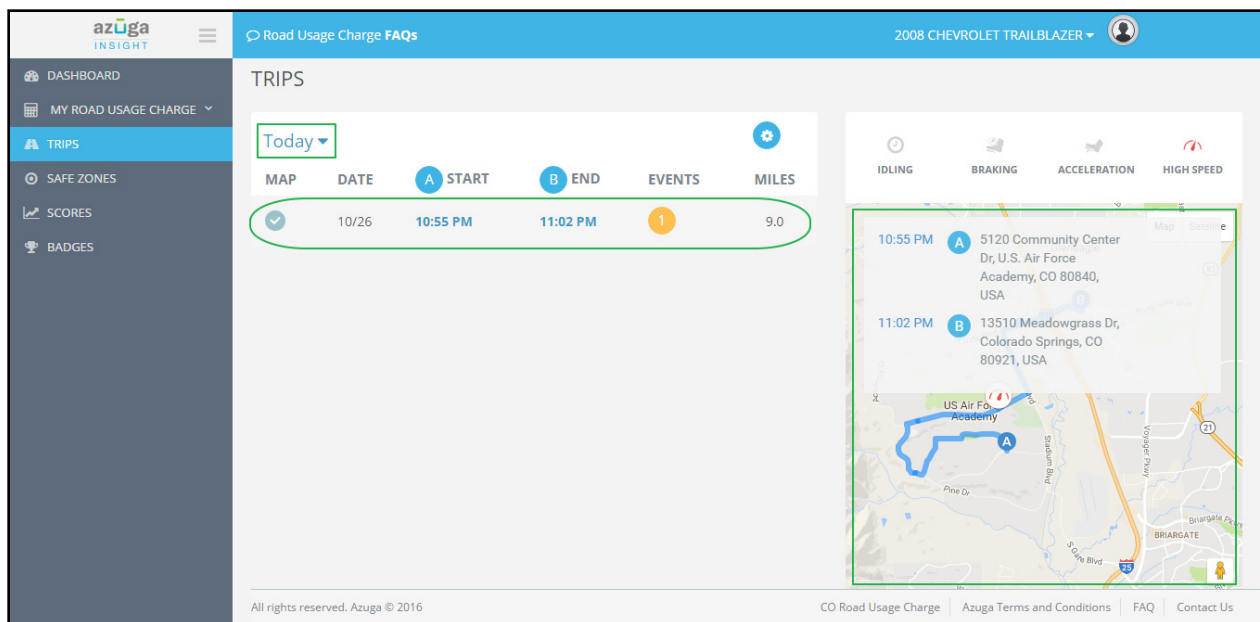 azūga
INSIGHT
Road Usage Charge FAQs
2008 CHEVROLET TRAILBLAZER
DASHBOARD
MY ROAD USAGE CHARGE
TRIPS
SAFE ZONES
SCORES
BADGES
TRIPS
Today
MAP DATE A START B END EVENTS MILES
10/26 10:55 PM 11:02 PM 1 9.0
IDLING BRAKING ACCELERATION HIGH SPEED
Map Satellite
10:55 PM A 5120 Community Center
Dr, U.S. Air Force
Academy, CO 80840,
USA
B
11:02 PM B 13510 Meadowgrass Dr,
Colorado Springs, CO
80921, USA
US Air
Academy
A
21
Stadium Blvd
Voyager Pkwy
Pine Dr
Briargate Pkwy
BRIARGATE
S Gate Blvd
25
All rights reserved. Azuga © 2016
CO Road Usage Charge Azuga Terms and Conditions FAQ Contact Us